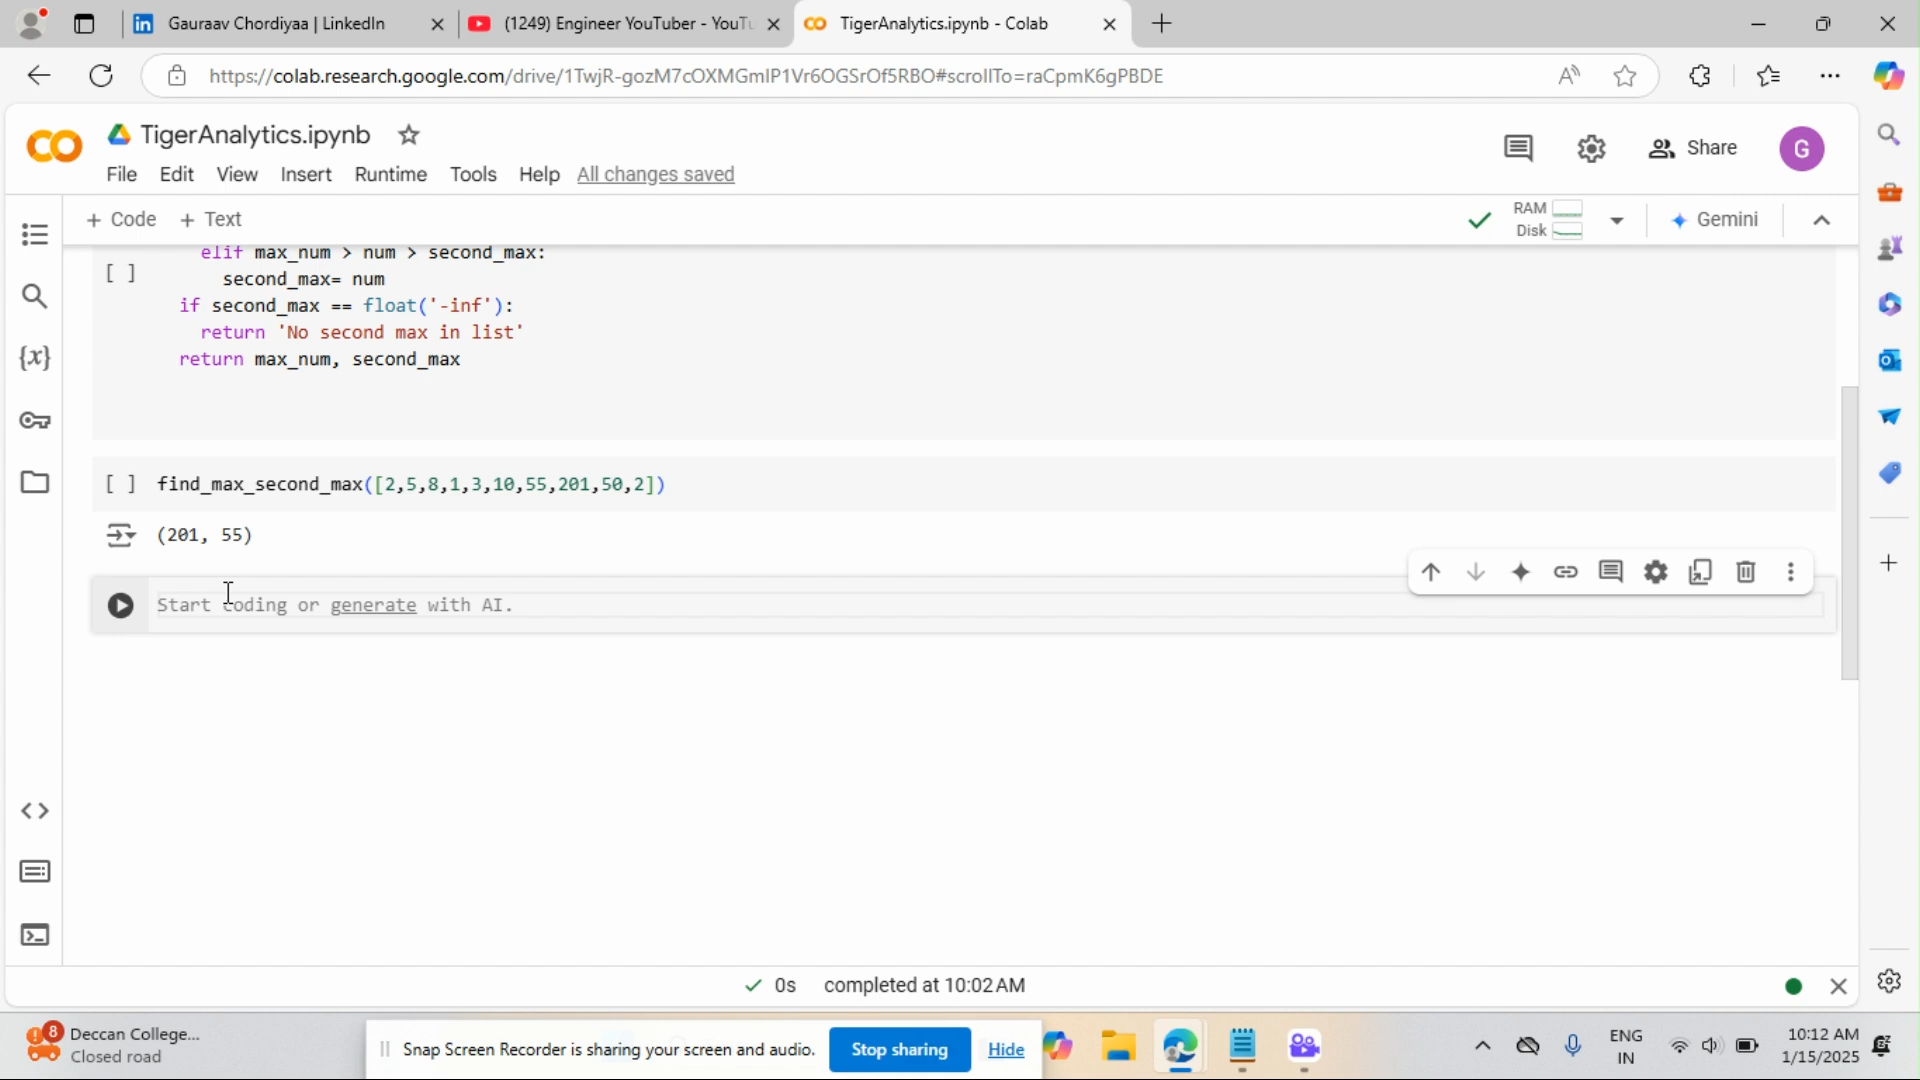 Gauraav Chordiyaa | LinkedIn
(1249) Engineer YouTuber - YouTu
TigerAnalytics.ipynb - Colab
https://colab.research.google.com/drive/1TwjR-gozM7cOXMGmIP1Vr6OGSrOf5RBO#scrollTo=raCpmK6gPBDE
TigerAnalytics.ipynb
Share
G
File Edit View Insert Runtime Tools Help All changes saved
+ Code + Text
RAM
Disk
Gemini
elif max_num > num > second_max:
[ ]
second_max= num
if second_max == float('-inf'):
return 'No second max in list'
return max_num, second_max
[ ] find_max_second_max([2,5,8,1,3,10,55,201,50,2])
(201, 55)
Start coding or generate with AI.
0s completed at 10:02 AM
8
Deccan College...
Closed road
Snap Screen Recorder is sharing your screen and audio.
Stop sharing
Hide
ENG
IN
10:12 AM
1/15/2025